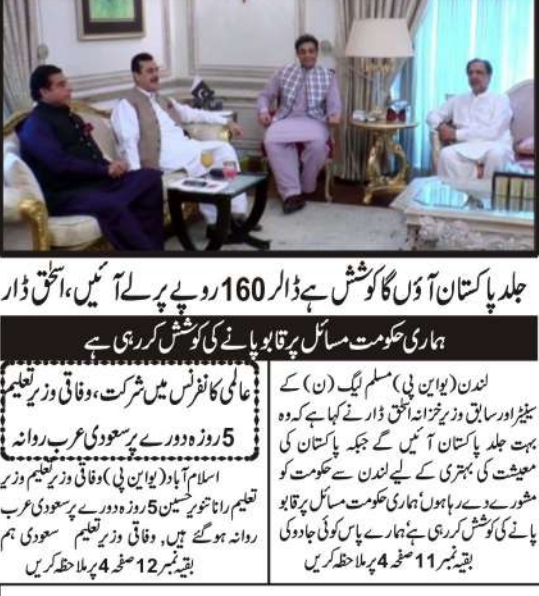 جلد پاکستان آؤں گا کوشش ہے ڈالر 160 روپے پر لے آئیں، اسحٰق ڈار
ہماری حکومت مسائل پر قابو پانے کی کوشش کر رہی ہے
لندن (یو این پی) مسلم لیگ (ن) کے
سینیٹر اور سابق وزیر خزانہ اسحٰق ڈار نے کہا ہے کہ وہ
بہت جلد پاکستان آئیں گے جبکہ پاکستان کی
معیشت کی بہتری کے لیے لندن سے حکومت کو
مشورے دے رہا ہوں‘ ہماری حکومت مسائل پر قابو
پانے کی کوشش کر رہی ہے‘ ہمارے پاس کوئی جادو کی
بقیہ نمبر 11 صفحہ 4 پر ملاحظہ کریں
عالمی کانفرنس میں شرکت، وفاقی وزیر تعلیم
5 روزہ دورے پر سعودی عرب روانہ
اسلام آباد (یو این پی) وفاقی وزیر تعلیم وزیر
تعلیم رانا تنویر حسین 5 روزہ دورے پر سعودی عرب
روانہ ہو گئے ہیں, وفاقی وزیر تعلیم سعودی ہم
بقیہ نمبر 12 صفحہ 4 پر ملاحظہ کریں